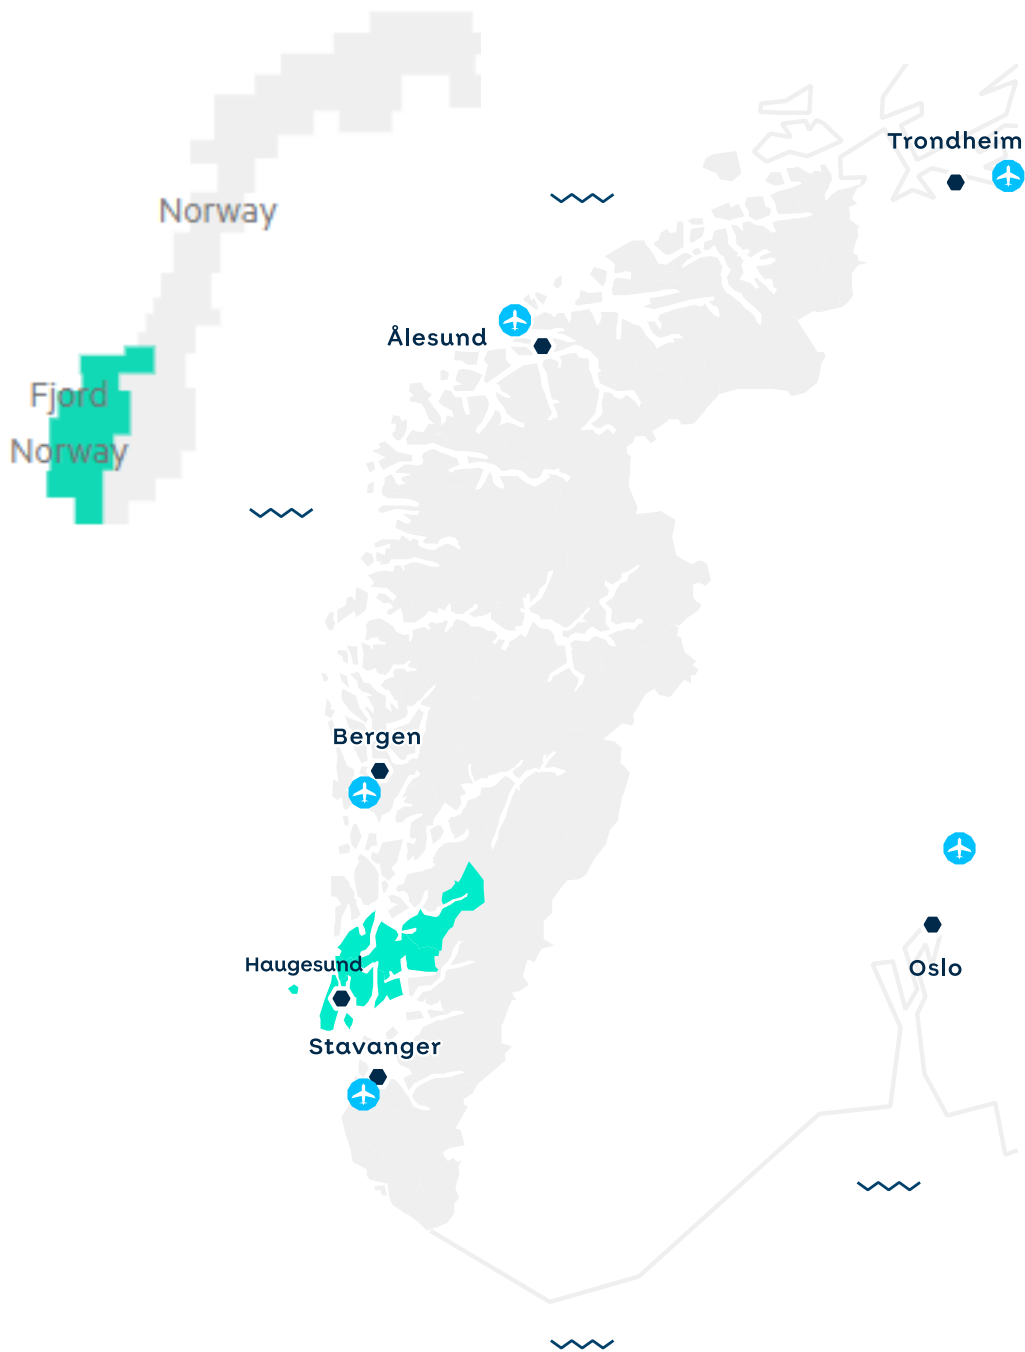 Trondheim
Norway
Ålesund
Fjord
Norway
Bergen
Haugesund
Oslo
Stavanger